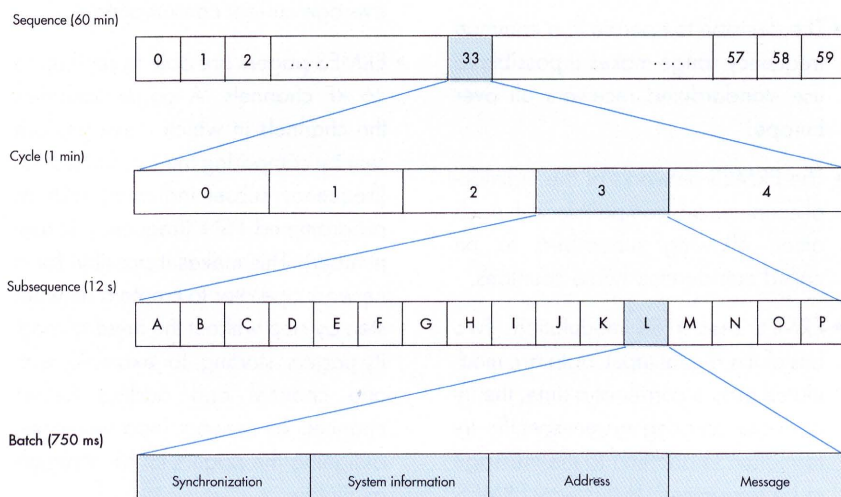 Sequence (60 min)
0 1 2 ..... 33 ..... 57 58 59
Cycle (1 min)
0 1 2 3 4
Subsequence (12 s)
A B C D E F G H I J K L M N O P
Batch (750 ms)
Synchronization System information Address Message